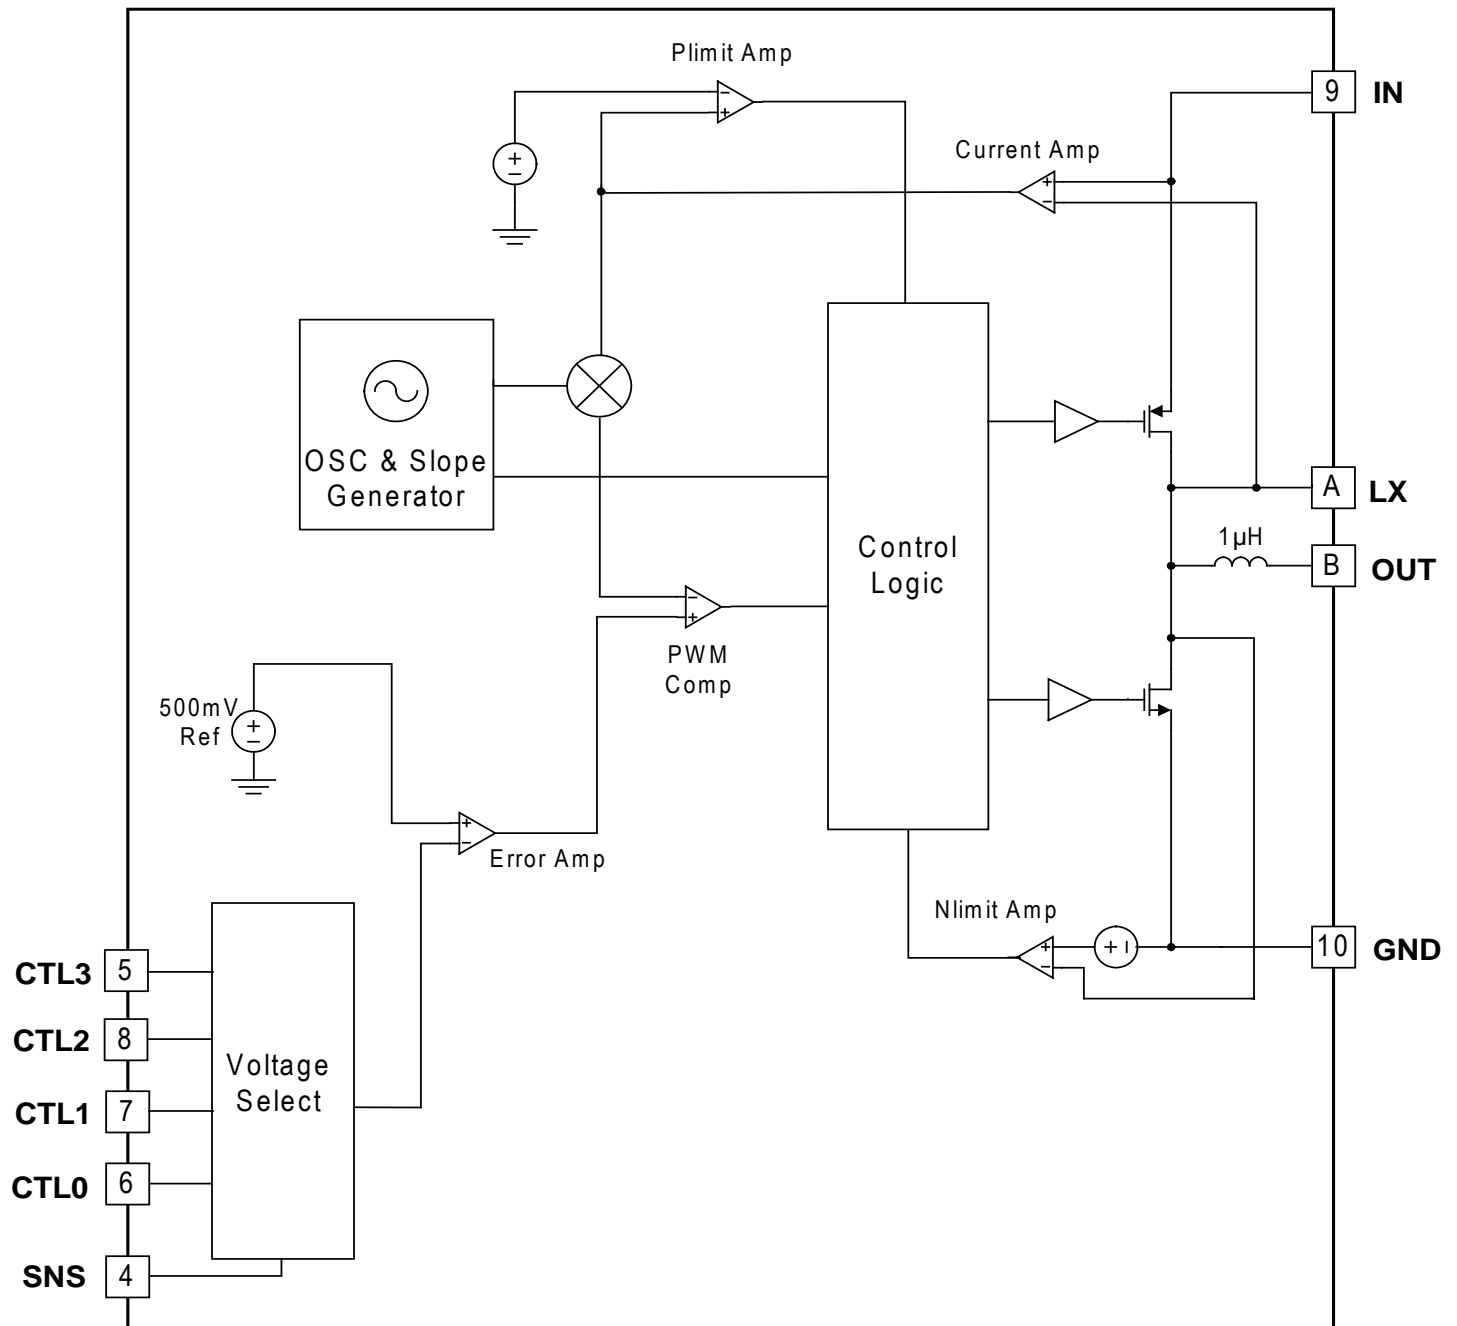 Plimit Amp
9
IN
Current Amp
OSC & Slope
Generator
A
LX
1µH
B
OUT
Control
Logic
PWM
Comp
500mV
Ref
Error Amp
Nlimit Amp
10
GND
CTL3
5
CTL2
8
Voltage
Select
CTL1
7
CTL0
6
SNS
4